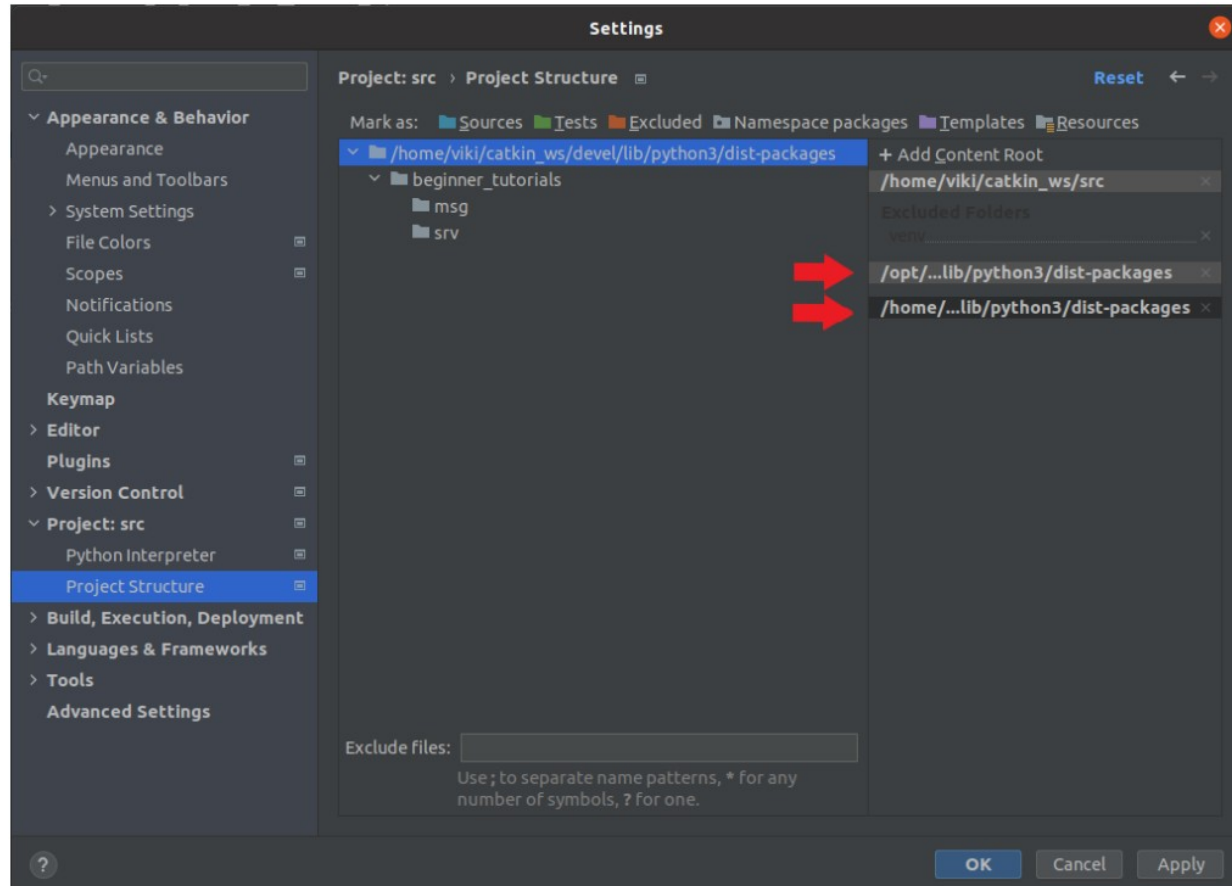 Settings
Project: src › Project Structure
Reset
Appearance & Behavior
Appearance
Menus and Toolbars
System Settings
File Colors
Scopes
Notifications
Quick Lists
Path Variables
Keymap
Editor
Plugins
Version Control
Project: src
Python Interpreter
Project Structure
Build, Execution, Deployment
Languages & Frameworks
Tools
Advanced Settings
Mark as: Sources Tests Excluded Namespace packages Templates Resources
/home/viki/catkin_ws/devel/lib/python3/dist-packages
beginner_tutorials
msg
srv
+ Add Content Root
/home/viki/catkin_ws/src
Excluded Folders
venv
/opt/...lib/python3/dist-packages
/home/...lib/python3/dist-packages
Exclude files:
Use ; to separate name patterns, * for any
number of symbols, ? for one.
?
OK Cancel Apply